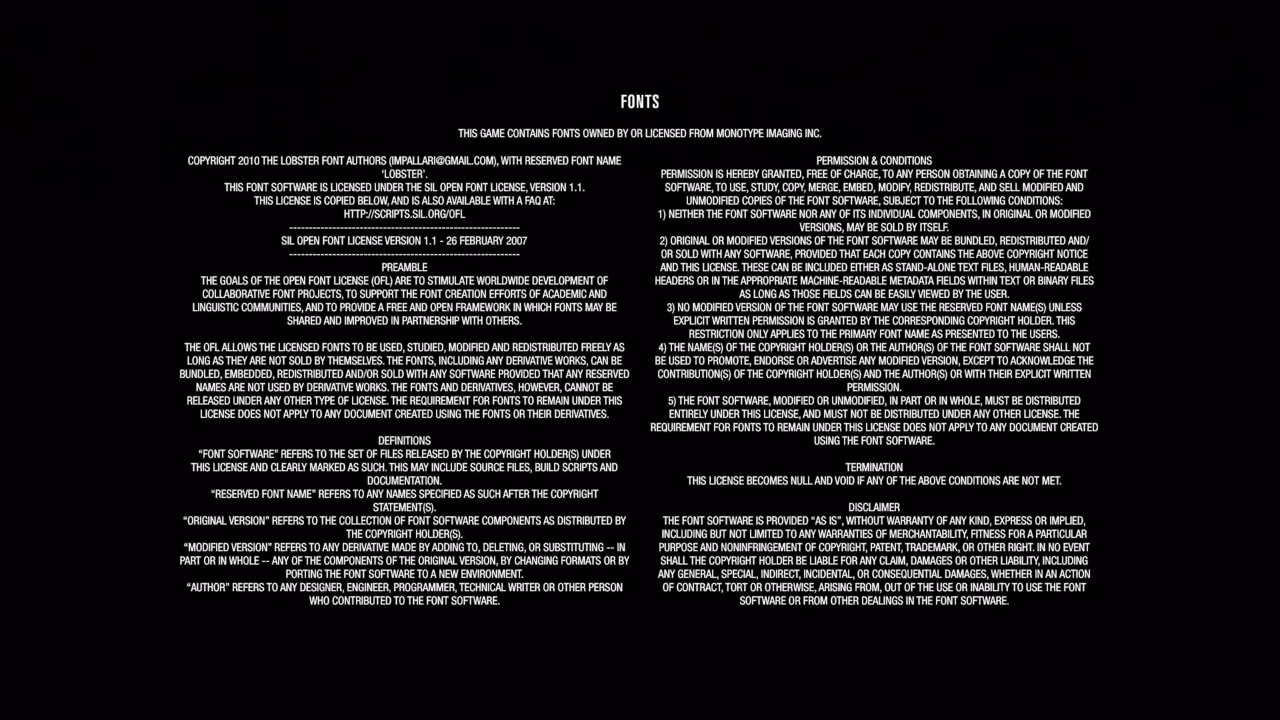 FONTS
THIS GAME CONTAINS FONTS OWNED BY OR LICENSED FROM MONOTYPE IMAGING INC.
COPYRIGHT 2010 THE LOBSTER FONT AUTHORS (IMPALLARI@GMAIL.COM), WITH RESERVED FONT NAME
'LOBSTER'.
THIS FONT SOFTWARE IS LICENSED UNDER THE SIL OPEN FONT LICENSE, VERSION 1.1.
THIS LICENSE IS COPIED BELOW, AND IS ALSO AVAILABLE WITH A FAQ AT:
HTTP://SCRIPTS.SIL.ORG/OFL
-----------------------------------------------------------
SIL OPEN FONT LICENSE VERSION 1.1 - 26 FEBRUARY 2007
-----------------------------------------------------------
PREAMBLE
THE GOALS OF THE OPEN FONT LICENSE (OFL) ARE TO STIMULATE WORLDWIDE DEVELOPMENT OF
COLLABORATIVE FONT PROJECTS, TO SUPPORT THE FONT CREATION EFFORTS OF ACADEMIC AND
LINGUISTIC COMMUNITIES, AND TO PROVIDE A FREE AND OPEN FRAMEWORK IN WHICH FONTS MAY BE
SHARED AND IMPROVED IN PARTNERSHIP WITH OTHERS.
THE OFL ALLOWS THE LICENSED FONTS TO BE USED, STUDIED, MODIFIED AND REDISTRIBUTED FREELY AS
LONG AS THEY ARE NOT SOLD BY THEMSELVES. THE FONTS, INCLUDING ANY DERIVATIVE WORKS, CAN BE
BUNDLED, EMBEDDED, REDISTRIBUTED AND/OR SOLD WITH ANY SOFTWARE PROVIDED THAT ANY RESERVED
NAMES ARE NOT USED BY DERIVATIVE WORKS. THE FONTS AND DERIVATIVES, HOWEVER, CANNOT BE
RELEASED UNDER ANY OTHER TYPE OF LICENSE. THE REQUIREMENT FOR FONTS TO REMAIN UNDER THIS
LICENSE DOES NOT APPLY TO ANY DOCUMENT CREATED USING THE FONTS OR THEIR DERIVATIVES.
DEFINITIONS
“FONT SOFTWARE” REFERS TO THE SET OF FILES RELEASED BY THE COPYRIGHT HOLDER(S) UNDER
THIS LICENSE AND CLEARLY MARKED AS SUCH. THIS MAY INCLUDE SOURCE FILES, BUILD SCRIPTS AND
DOCUMENTATION.
“RESERVED FONT NAME” REFERS TO ANY NAMES SPECIFIED AS SUCH AFTER THE COPYRIGHT
STATEMENT(S).
“ORIGINAL VERSION” REFERS TO THE COLLECTION OF FONT SOFTWARE COMPONENTS AS DISTRIBUTED BY
THE COPYRIGHT HOLDER(S).
“MODIFIED VERSION” REFERS TO ANY DERIVATIVE MADE BY ADDING TO, DELETING, OR SUBSTITUTING -- IN
PART OR IN WHOLE -- ANY OF THE COMPONENTS OF THE ORIGINAL VERSION, BY CHANGING FORMATS OR BY
PORTING THE FONT SOFTWARE TO A NEW ENVIRONMENT.
“AUTHOR” REFERS TO ANY DESIGNER, ENGINEER, PROGRAMMER, TECHNICAL WRITER OR OTHER PERSON
WHO CONTRIBUTED TO THE FONT SOFTWARE.
PERMISSION & CONDITIONS
PERMISSION IS HEREBY GRANTED, FREE OF CHARGE, TO ANY PERSON OBTAINING A COPY OF THE FONT
SOFTWARE, TO USE, STUDY, COPY, MERGE, EMBED, MODIFY, REDISTRIBUTE, AND SELL MODIFIED AND
UNMODIFIED COPIES OF THE FONT SOFTWARE, SUBJECT TO THE FOLLOWING CONDITIONS:
1) NEITHER THE FONT SOFTWARE NOR ANY OF ITS INDIVIDUAL COMPONENTS, IN ORIGINAL OR MODIFIED
VERSIONS, MAY BE SOLD BY ITSELF.
2) ORIGINAL OR MODIFIED VERSIONS OF THE FONT SOFTWARE MAY BE BUNDLED, REDISTRIBUTED AND/
OR SOLD WITH ANY SOFTWARE, PROVIDED THAT EACH COPY CONTAINS THE ABOVE COPYRIGHT NOTICE
AND THIS LICENSE. THESE CAN BE INCLUDED EITHER AS STAND-ALONE TEXT FILES, HUMAN-READABLE
HEADERS OR IN THE APPROPRIATE MACHINE-READABLE METADATA FIELDS WITHIN TEXT OR BINARY FILES
AS LONG AS THOSE FIELDS CAN BE EASILY VIEWED BY THE USER.
3) NO MODIFIED VERSION OF THE FONT SOFTWARE MAY USE THE RESERVED FONT NAME(S) UNLESS
EXPLICIT WRITTEN PERMISSION IS GRANTED BY THE CORRESPONDING COPYRIGHT HOLDER. THIS
RESTRICTION ONLY APPLIES TO THE PRIMARY FONT NAME AS PRESENTED TO THE USERS.
4) THE NAME(S) OF THE COPYRIGHT HOLDER(S) OR THE AUTHOR(S) OF THE FONT SOFTWARE SHALL NOT
BE USED TO PROMOTE, ENDORSE OR ADVERTISE ANY MODIFIED VERSION, EXCEPT TO ACKNOWLEDGE THE
CONTRIBUTION(S) OF THE COPYRIGHT HOLDER(S) AND THE AUTHOR(S) OR WITH THEIR EXPLICIT WRITTEN
PERMISSION.
5) THE FONT SOFTWARE, MODIFIED OR UNMODIFIED, IN PART OR IN WHOLE, MUST BE DISTRIBUTED
ENTIRELY UNDER THIS LICENSE, AND MUST NOT BE DISTRIBUTED UNDER ANY OTHER LICENSE. THE
REQUIREMENT FOR FONTS TO REMAIN UNDER THIS LICENSE DOES NOT APPLY TO ANY DOCUMENT CREATED
USING THE FONT SOFTWARE.
TERMINATION
THIS LICENSE BECOMES NULL AND VOID IF ANY OF THE ABOVE CONDITIONS ARE NOT MET.
DISCLAIMER
THE FONT SOFTWARE IS PROVIDED “AS IS”, WITHOUT WARRANTY OF ANY KIND, EXPRESS OR IMPLIED,
INCLUDING BUT NOT LIMITED TO ANY WARRANTIES OF MERCHANTABILITY, FITNESS FOR A PARTICULAR
PURPOSE AND NONINFRINGEMENT OF COPYRIGHT, PATENT, TRADEMARK, OR OTHER RIGHT. IN NO EVENT
SHALL THE COPYRIGHT HOLDER BE LIABLE FOR ANY CLAIM, DAMAGES OR OTHER LIABILITY, INCLUDING
ANY GENERAL, SPECIAL, INDIRECT, INCIDENTAL, OR CONSEQUENTIAL DAMAGES, WHETHER IN AN ACTION
OF CONTRACT, TORT OR OTHERWISE, ARISING FROM, OUT OF THE USE OR INABILITY TO USE THE FONT
SOFTWARE OR FROM OTHER DEALINGS IN THE FONT SOFTWARE.